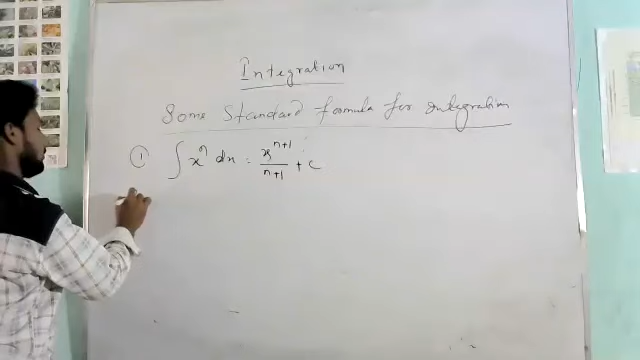 Integration
Some Standard formula for integration
① ∫ xⁿ dx = xⁿ⁺¹/n+1 + c